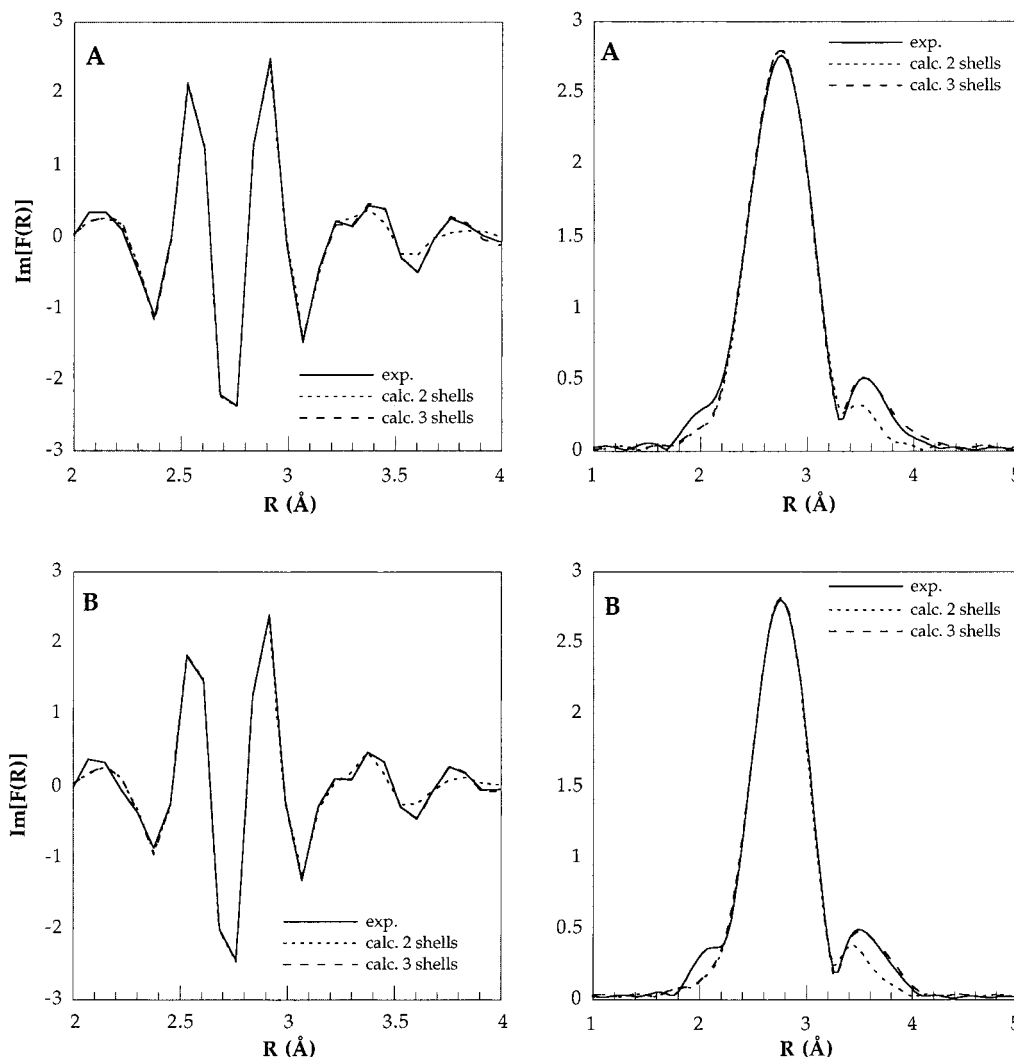 3
2
1
0
-1
-2
-3
Im[F(R)]
A
exp.
calc. 2 shells
calc. 3 shells
2 2.5 3 3.5 4
R (Å)
3
2.5
2
1.5
1
0.5
0
A
exp.
calc. 2 shells
calc. 3 shells
1 2 3 4 5
R (Å)
3
2
1
0
-1
-2
-3
Im[F(R)]
B
exp.
calc. 2 shells
calc. 3 shells
2 2.5 3 3.5 4
R (Å)
3
2.5
2
1.5
1
0.5
0
B
exp.
calc. 2 shells
calc. 3 shells
1 2 3 4 5
R (Å)